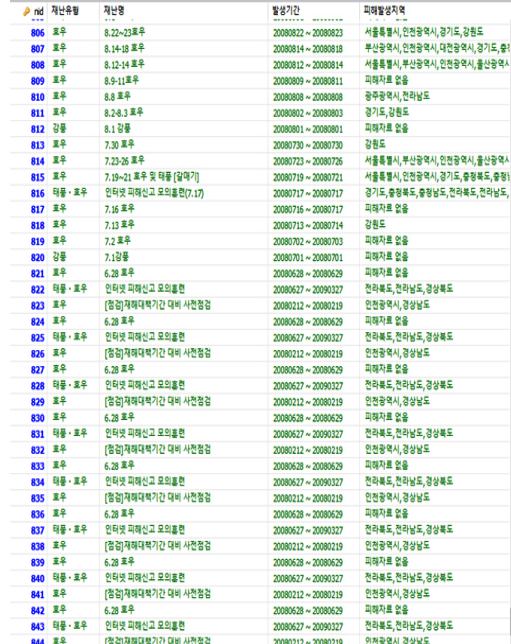 nid 재난유형 재난명 발생기간 피해발생지역
806 호우 8.22~23호우 20080822 ~ 20080823 서울특별시,인천광역시,경기도,강원도
807 호우 8.14-18 호우 20080814 ~ 20080818 부산광역시,인천광역시,대전광역시,경기도,충
808 호우 8.12-14 호우 20080812 ~ 20080814 서울특별시,부산광역시,인천광역시,울산광역시
809 호우 8.9-11호우 20080809 ~ 20080811 피해자료 없음
810 호우 8.8 호우 20080808 ~ 20080808 광주광역시,전라남도
811 호우 8.2-8.3 호우 20080802 ~ 20080803 경기도,강원도
812 강풍 8.1 강풍 20080801 ~ 20080801 피해자료 없음
813 호우 7.30 호우 20080730 ~ 20080730 강원도
814 호우 7.23-26 호우 20080723 ~ 20080726 서울특별시,부산광역시,인천광역시,울산광역시
815 호우 7.19~21 호우 및 태풍 [갈매기] 20080719 ~ 20080721 서울특별시,인천광역시,경기도,충청북도,충청
816 태풍・호우 인터넷 피해신고 모의훈련(7.17) 20080717 ~ 20080717 경기도,충청북도,충청남도,전라북도,전라남도,
817 호우 7.16 호우 20080716 ~ 20080717 피해자료 없음
818 호우 7.13 호우 20080713 ~ 20080714 강원도
819 호우 7.2 호우 20080702 ~ 20080703 피해자료 없음
820 강풍 7.1강풍 20080701 ~ 20080701 피해자료 없음
821 호우 6.28 호우 20080628 ~ 20080629 피해자료 없음
822 태풍・호우 인터넷 피해신고 모의훈련 20080627 ~ 20090327 전라북도,전라남도,경상북도
823 호우 [점검]재해대책기간 대비 사전점검 20080212 ~ 20080219 인천광역시,경상남도
824 호우 6.28 호우 20080628 ~ 20080629 피해자료 없음
825 태풍・호우 인터넷 피해신고 모의훈련 20080627 ~ 20090327 전라북도,전라남도,경상북도
826 호우 [점검]재해대책기간 대비 사전점검 20080212 ~ 20080219 인천광역시,경상남도
827 호우 6.28 호우 20080628 ~ 20080629 피해자료 없음
828 태풍・호우 인터넷 피해신고 모의훈련 20080627 ~ 20090327 전라북도,전라남도,경상북도
829 호우 [점검]재해대책기간 대비 사전점검 20080212 ~ 20080219 인천광역시,경상남도
830 호우 6.28 호우 20080628 ~ 20080629 피해자료 없음
831 태풍・호우 인터넷 피해신고 모의훈련 20080627 ~ 20090327 전라북도,전라남도,경상북도
832 호우 [점검]재해대책기간 대비 사전점검 20080212 ~ 20080219 인천광역시,경상남도
833 호우 6.28 호우 20080628 ~ 20080629 피해자료 없음
834 태풍・호우 인터넷 피해신고 모의훈련 20080627 ~ 20090327 전라북도,전라남도,경상북도
835 호우 [점검]재해대책기간 대비 사전점검 20080212 ~ 20080219 인천광역시,경상남도
836 호우 6.28 호우 20080628 ~ 20080629 피해자료 없음
837 태풍・호우 인터넷 피해신고 모의훈련 20080627 ~ 20090327 전라북도,전라남도,경상북도
838 호우 [점검]재해대책기간 대비 사전점검 20080212 ~ 20080219 인천광역시,경상남도
839 호우 6.28 호우 20080628 ~ 20080629 피해자료 없음
840 태풍・호우 인터넷 피해신고 모의훈련 20080627 ~ 20090327 전라북도,전라남도,경상북도
841 호우 [점검]재해대책기간 대비 사전점검 20080212 ~ 20080219 인천광역시,경상남도
842 호우 6.28 호우 20080628 ~ 20080629 피해자료 없음
843 태풍・호우 인터넷 피해신고 모의훈련 20080627 ~ 20090327 전라북도,전라남도,경상북도
844 호우 [점검]재해대책기간 대비 사전점검 20080212 ~ 20080219 인천광역시,경상남도